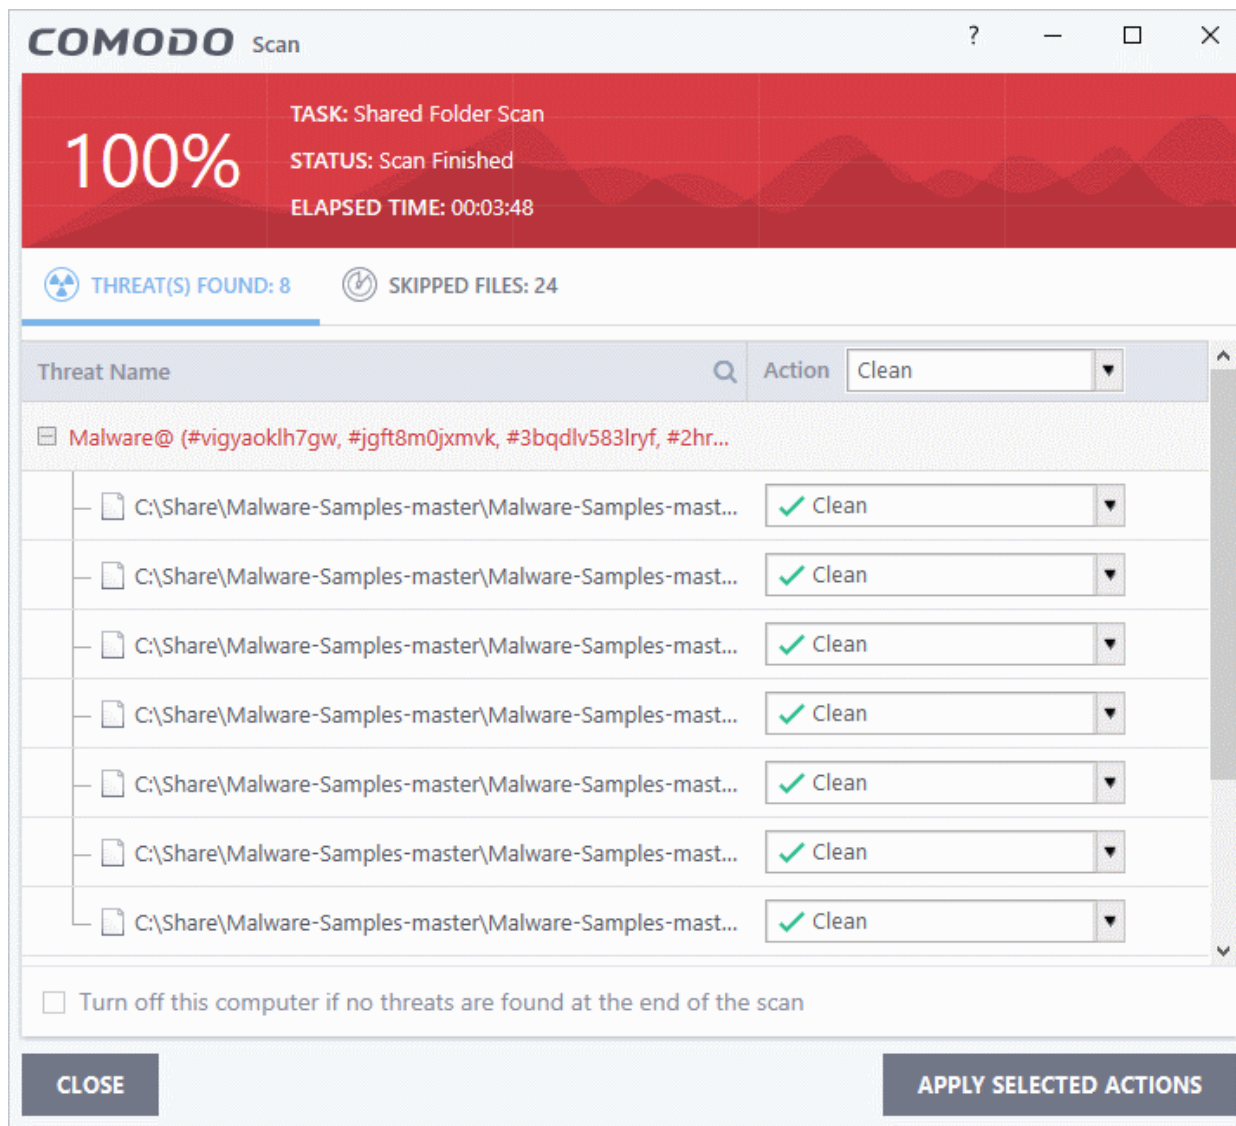 COMODO Scan ?
100%
TASK: Shared Folder Scan
STATUS: Scan Finished
ELAPSED TIME: 00:03:48
THREAT(S) FOUND: 8 SKIPPED FILES: 24
Threat Name Action Clean
Malware@ (#vigyaoklh7gw, #jgft8m0jxmvk, #3bqdlv583lryf, #2hr...
C:\Share\Malware-Samples-master\Malware-Samples-mast... Clean
C:\Share\Malware-Samples-master\Malware-Samples-mast... Clean
C:\Share\Malware-Samples-master\Malware-Samples-mast... Clean
C:\Share\Malware-Samples-master\Malware-Samples-mast... Clean
C:\Share\Malware-Samples-master\Malware-Samples-mast... Clean
C:\Share\Malware-Samples-master\Malware-Samples-mast... Clean
C:\Share\Malware-Samples-master\Malware-Samples-mast... Clean
Turn off this computer if no threats are found at the end of the scan
CLOSE APPLY SELECTED ACTIONS